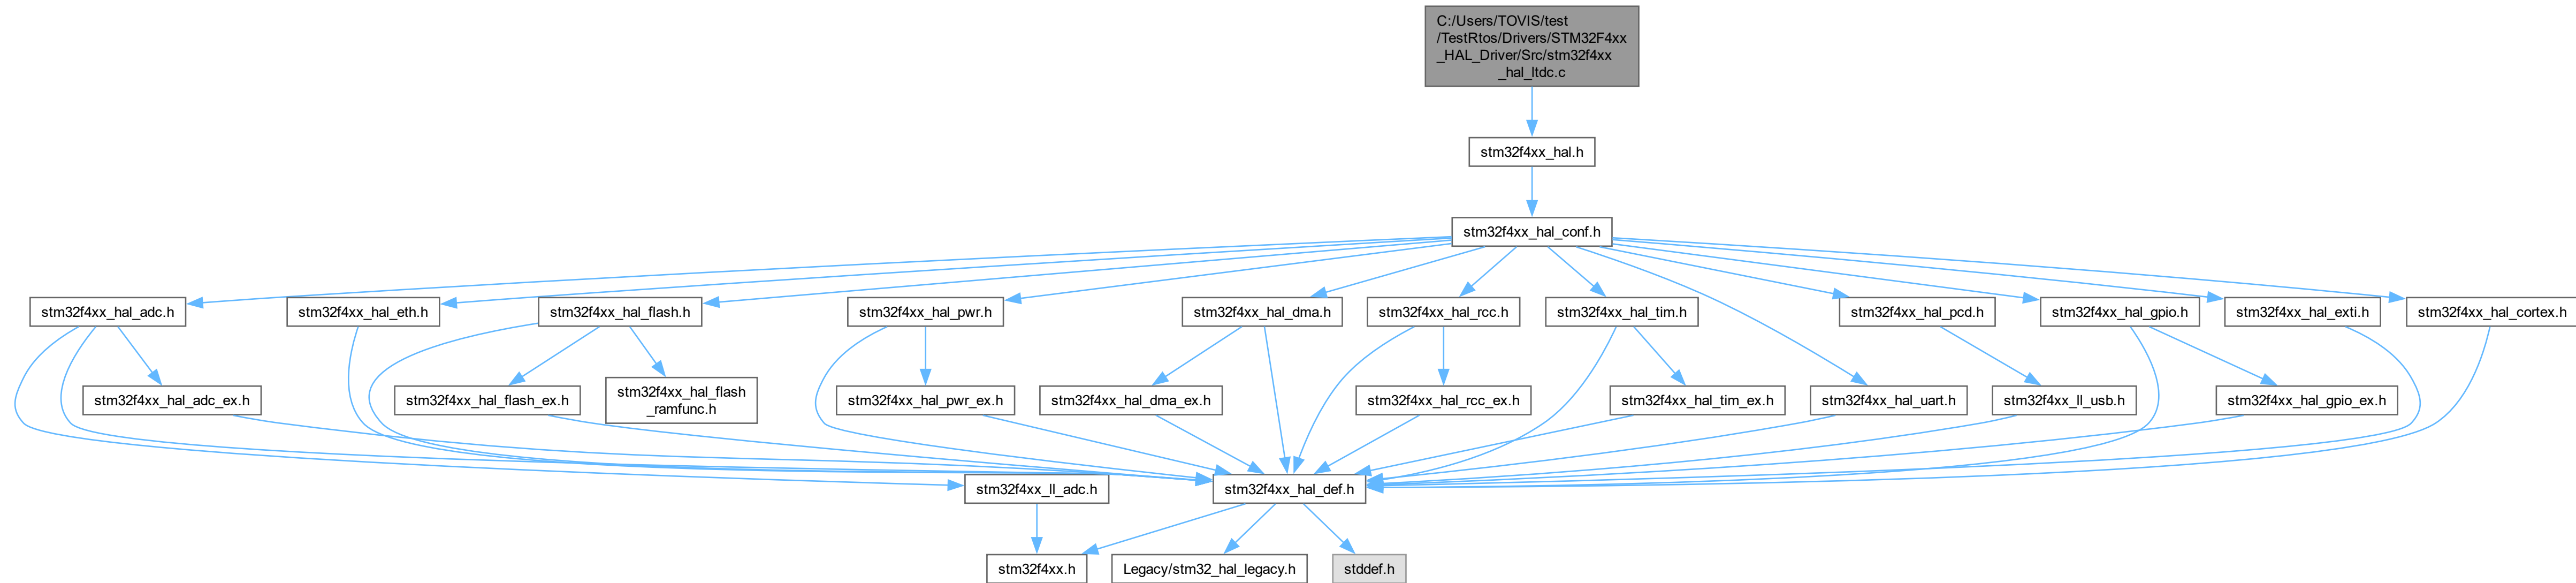 C:/Users/TOVIS/test
/TestRtos/Drivers/STM32F4xx
_HAL_Driver/Src/stm32f4xx
_hal_ltdc.c
stm32f4xx_hal.h
stm32f4xx_hal_conf.h
stm32f4xx_hal_adc.h
stm32f4xx_hal_eth.h
stm32f4xx_hal_flash.h
stm32f4xx_hal_pwr.h
stm32f4xx_hal_dma.h
stm32f4xx_hal_rcc.h
stm32f4xx_hal_tim.h
stm32f4xx_hal_pcd.h
stm32f4xx_hal_gpio.h
stm32f4xx_hal_exti.h
stm32f4xx_hal_cortex.h
stm32f4xx_hal_adc_ex.h
stm32f4xx_hal_flash_ex.h
stm32f4xx_hal_flash
_ramfunc.h
stm32f4xx_hal_pwr_ex.h
stm32f4xx_hal_dma_ex.h
stm32f4xx_hal_rcc_ex.h
stm32f4xx_hal_tim_ex.h
stm32f4xx_hal_uart.h
stm32f4xx_ll_usb.h
stm32f4xx_hal_gpio_ex.h
stm32f4xx_ll_adc.h
stm32f4xx_hal_def.h
stm32f4xx.h
Legacy/stm32_hal_legacy.h
stddef.h